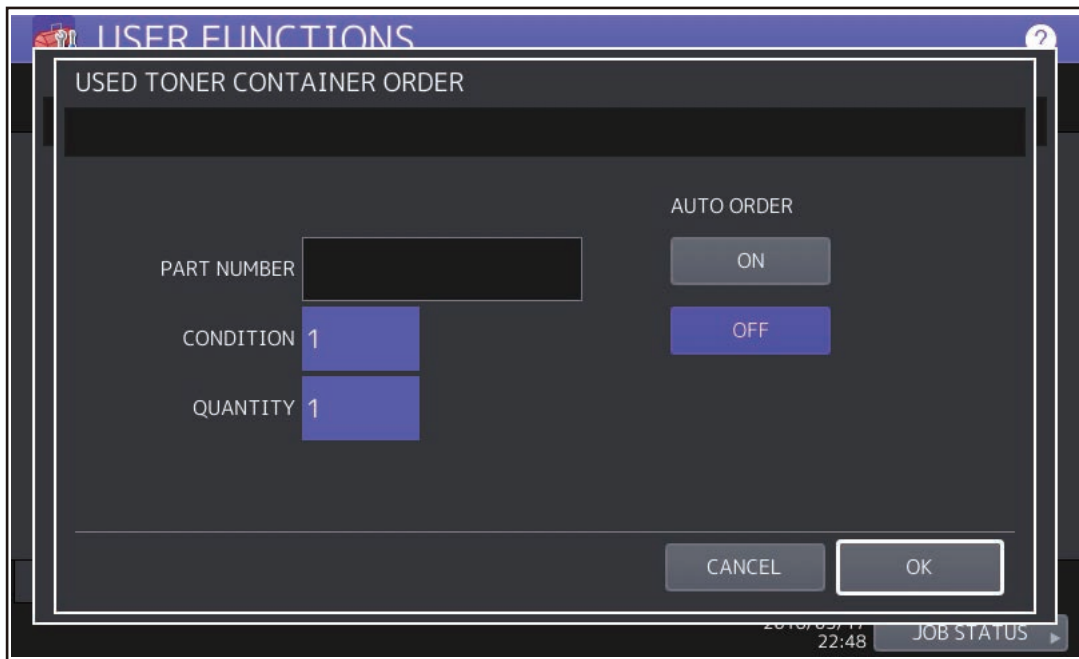 USER FUNCTIONS
?
USED TONER CONTAINER ORDER
AUTO ORDER
PART NUMBER
ON
CONDITION 1
OFF
QUANTITY 1
CANCEL
OK
22:48
JOB STATUS